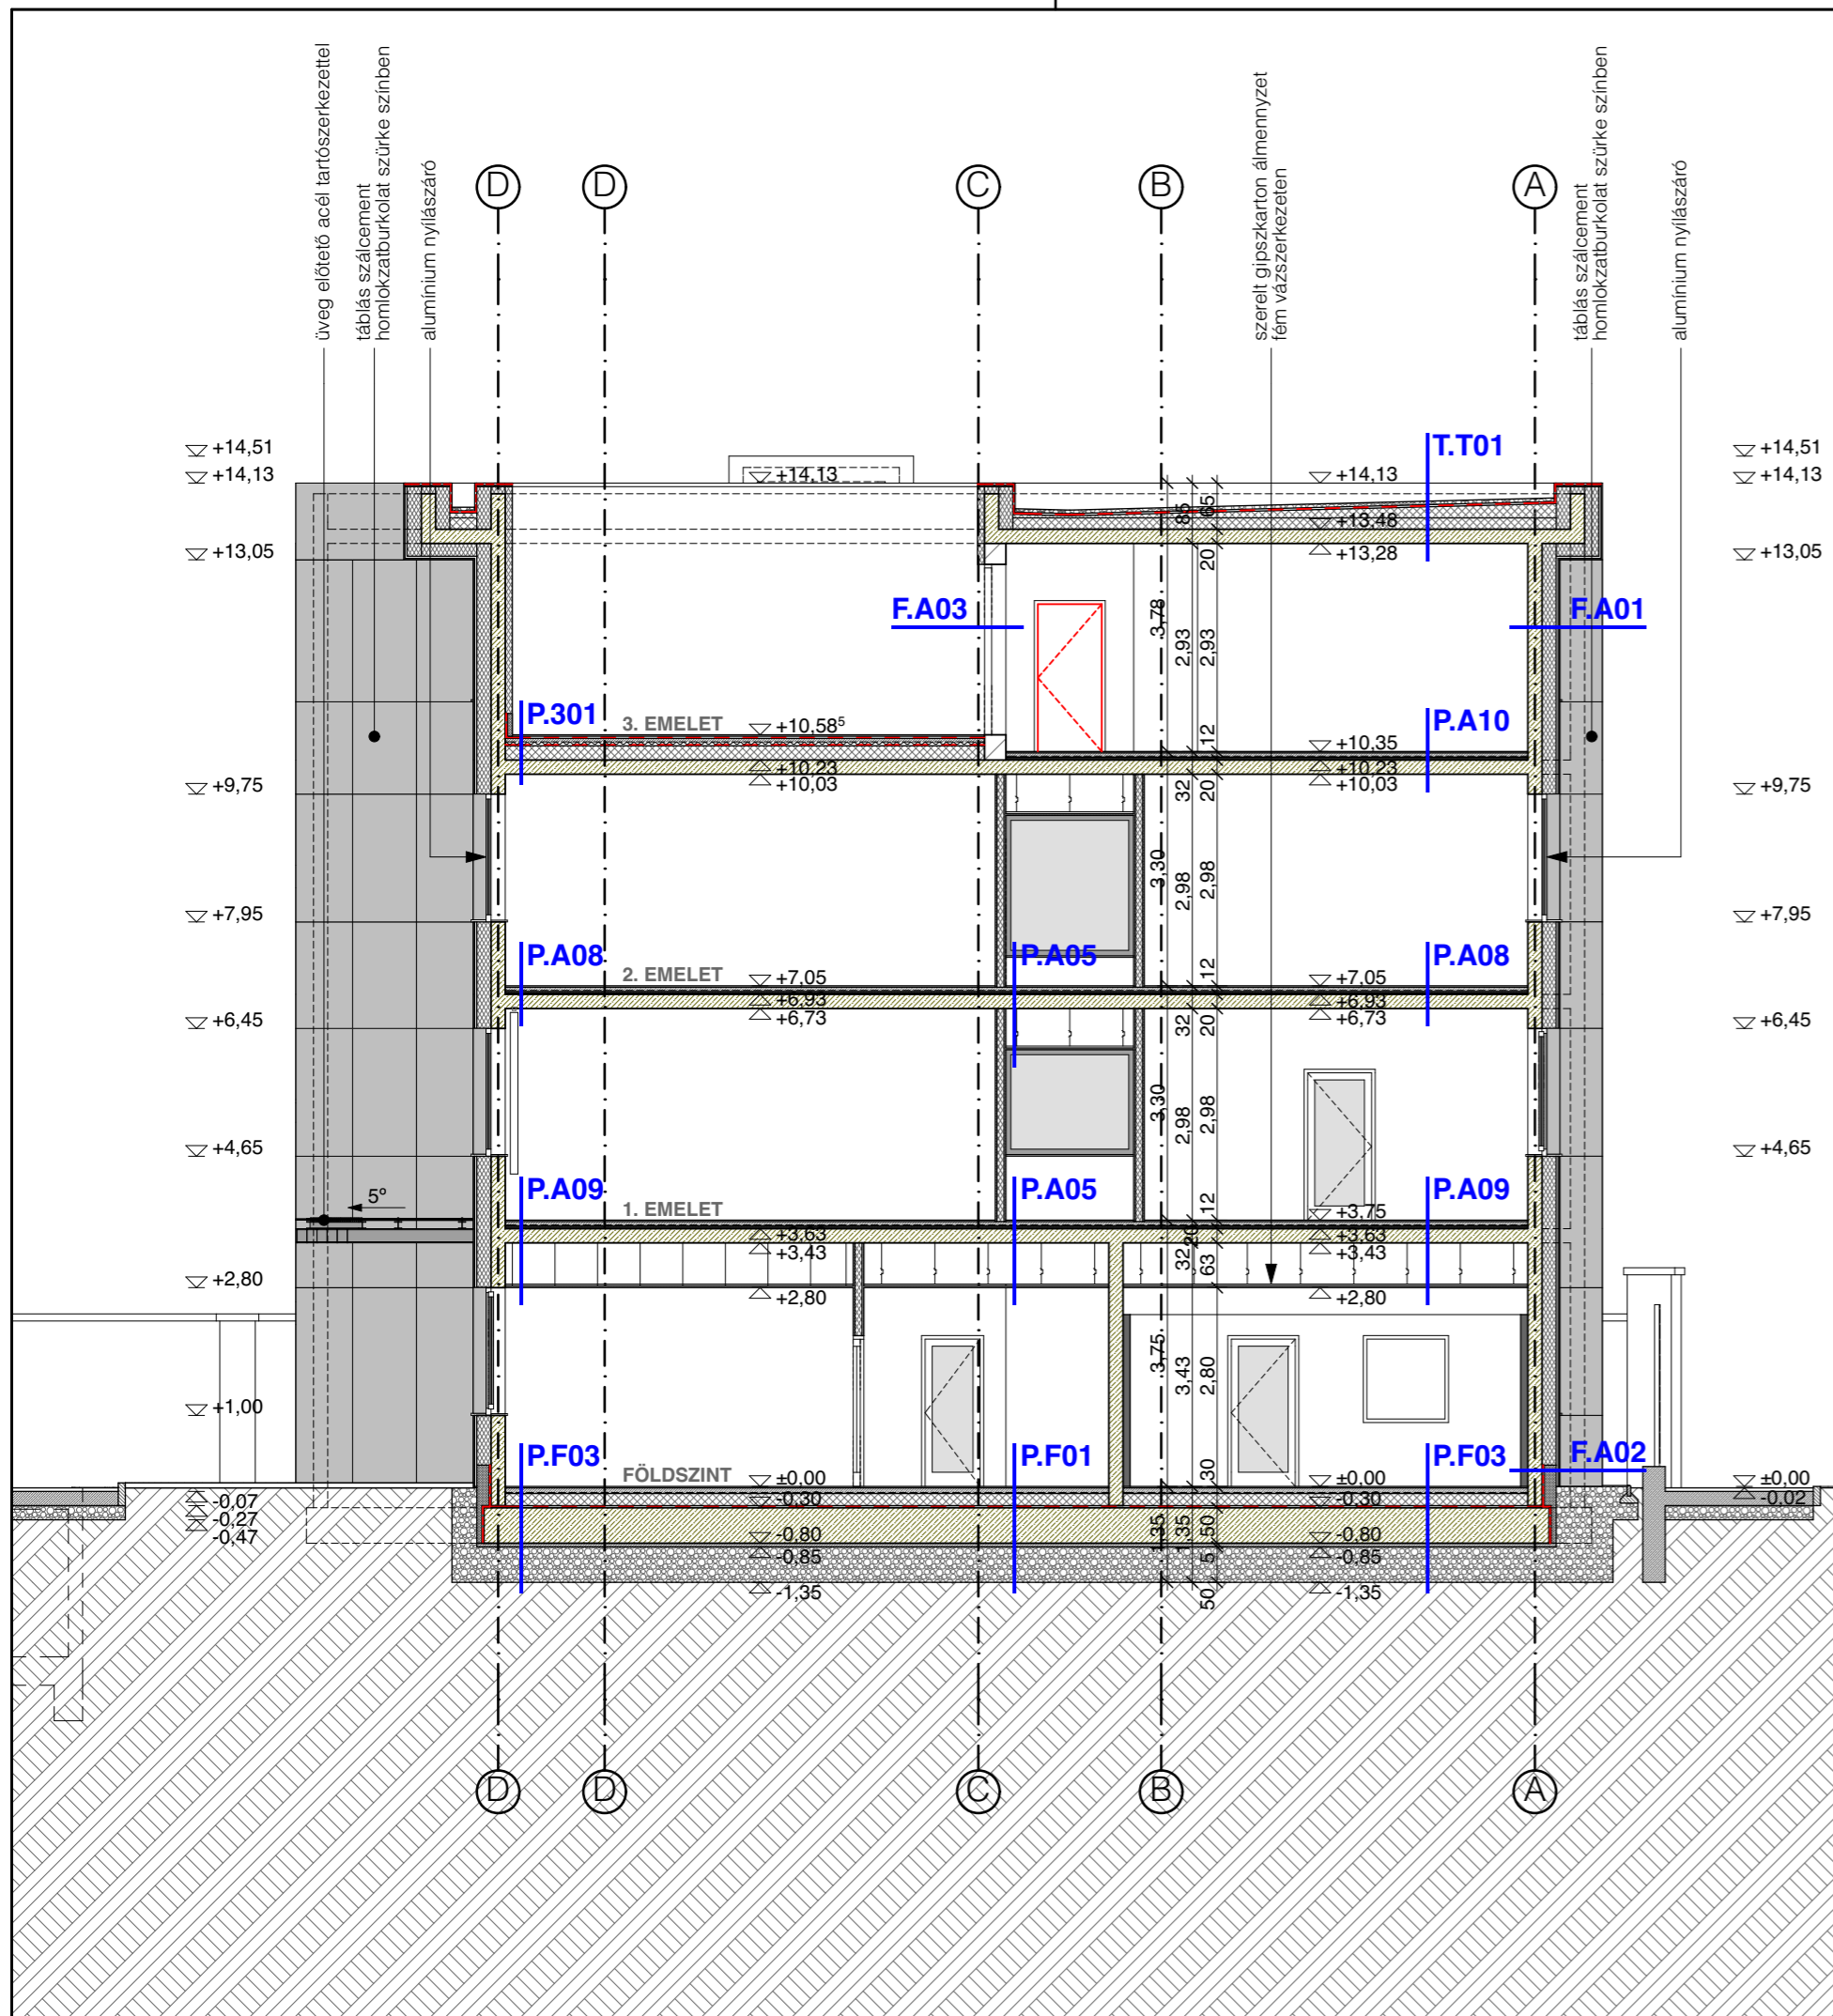 üveg előtető acél tartószerkezettel
táblás szálcement
homlokzatburkolat szürke színben
alumínium nyílászáró
szerelt gipszkarton álmennyzet
fém vázszerkezeten
táblás szálcement
homlokzatburkolat szürke színben
alumínium nyílászáró
D D C B A
T.T01
+14,51 +14,51
+14,13 +14,13 +14,13 +14,13
85 65
+13,48
+13,05 +13,28 +13,05
20
F.A03 F.A01
3,78 2,93 2,93
P.301 P.A10
3. EMELET +10,58⁵
12 +10,35
+10,23 +10,23
+10,03 +10,03
+9,75 +9,75
32 20
3,30 2,98 2,98
+7,95 +7,95
P.A08 P.A05 P.A08
2. EMELET +7,05 12 +7,05
+6,93 +6,93
+6,73 +6,73
+6,45 32 20 +6,45
3,30 2,98 2,98
+4,65 +4,65
P.A09 P.A05 P.A09
5°
1. EMELET 12 +3,75
+3,63 20 +3,63
+3,43 +3,43
32 63
+2,80 +2,80 +2,80
3,75 3,43 2,80
+1,00
P.F03 P.F01 P.F03 F.A02
FÖLDSZINT ±0,00 30 ±0,00 ±0,00
-0,07 -0,30 -0,30 -0,02
-0,27
-0,47 -0,80 1,35 1,35 50 -0,80
-0,85 5 -0,85
-1,35 50 -1,35
D D C B A